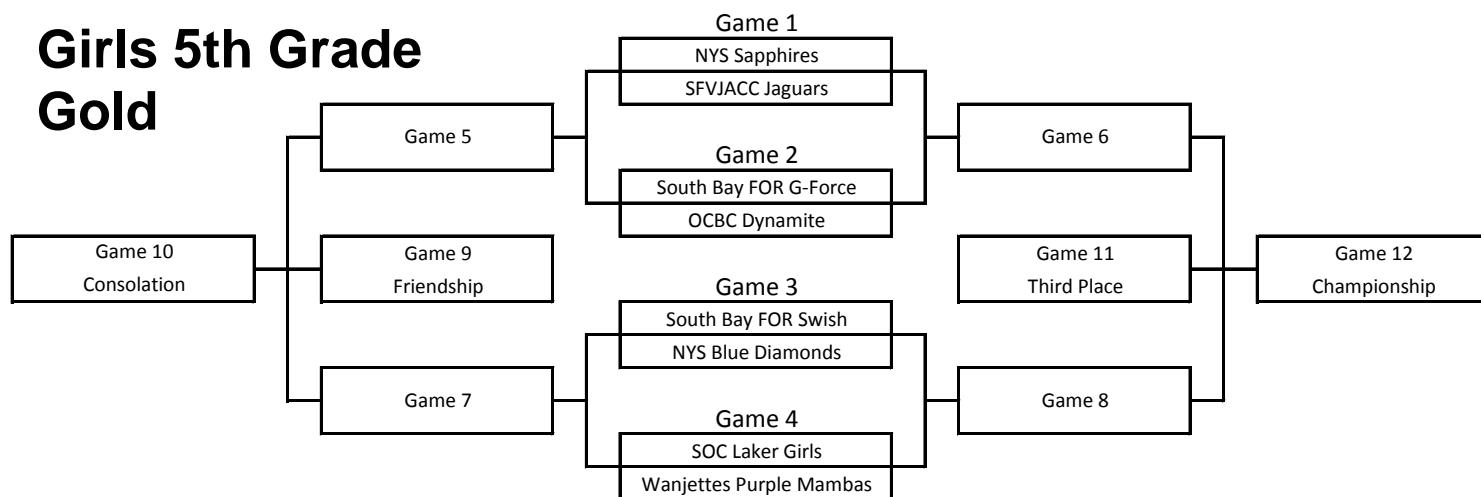 Girls 5th Grade
Gold
Game 1
NYS Sapphires
SFVJACC Jaguars
Game 5
Game 6
Game 2
South Bay FOR G-Force
OCBC Dynamite
Game 10
Consolation
Game 9
Friendship
Game 11
Third Place
Game 12
Championship
Game 3
South Bay FOR Swish
NYS Blue Diamonds
Game 7
Game 8
Game 4
SOC Laker Girls
Wanjettes Purple Mambas